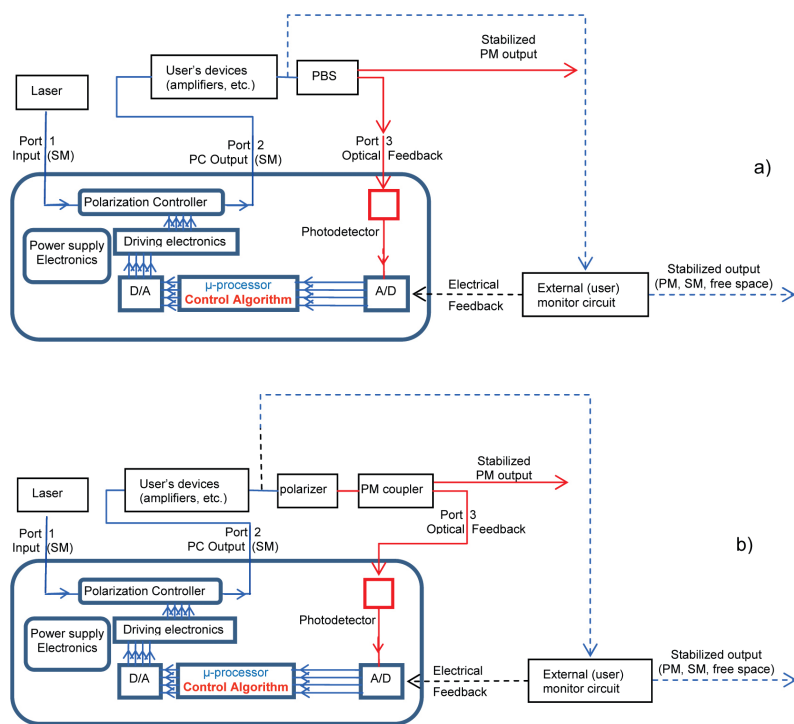 User's devices
(amplifiers, etc.)
PBS
Stabilized
PM output
Laser
Port 1
Input (SM)
Port 2
PC Output (SM)
Port 3
Optical Feedback
a)
Polarization Controller
Power supply
Electronics
Driving electronics
Photodetector
D/A
μ-processor
Control Algorithm
A/D
Electrical
Feedback
External (user)
monitor circuit
Stabilized output
(PM, SM, free space)
User's devices
(amplifiers, etc.)
polarizer
PM coupler
Stabilized
PM output
Laser
Port 1
Input (SM)
Port 2
PC Output (SM)
Port 3
Optical Feedback
b)
Polarization Controller
Power supply
Electronics
Driving electronics
Photodetector
D/A
μ-processor
Control Algorithm
A/D
Electrical
Feedback
External (user)
monitor circuit
Stabilized output
(PM, SM, free space)